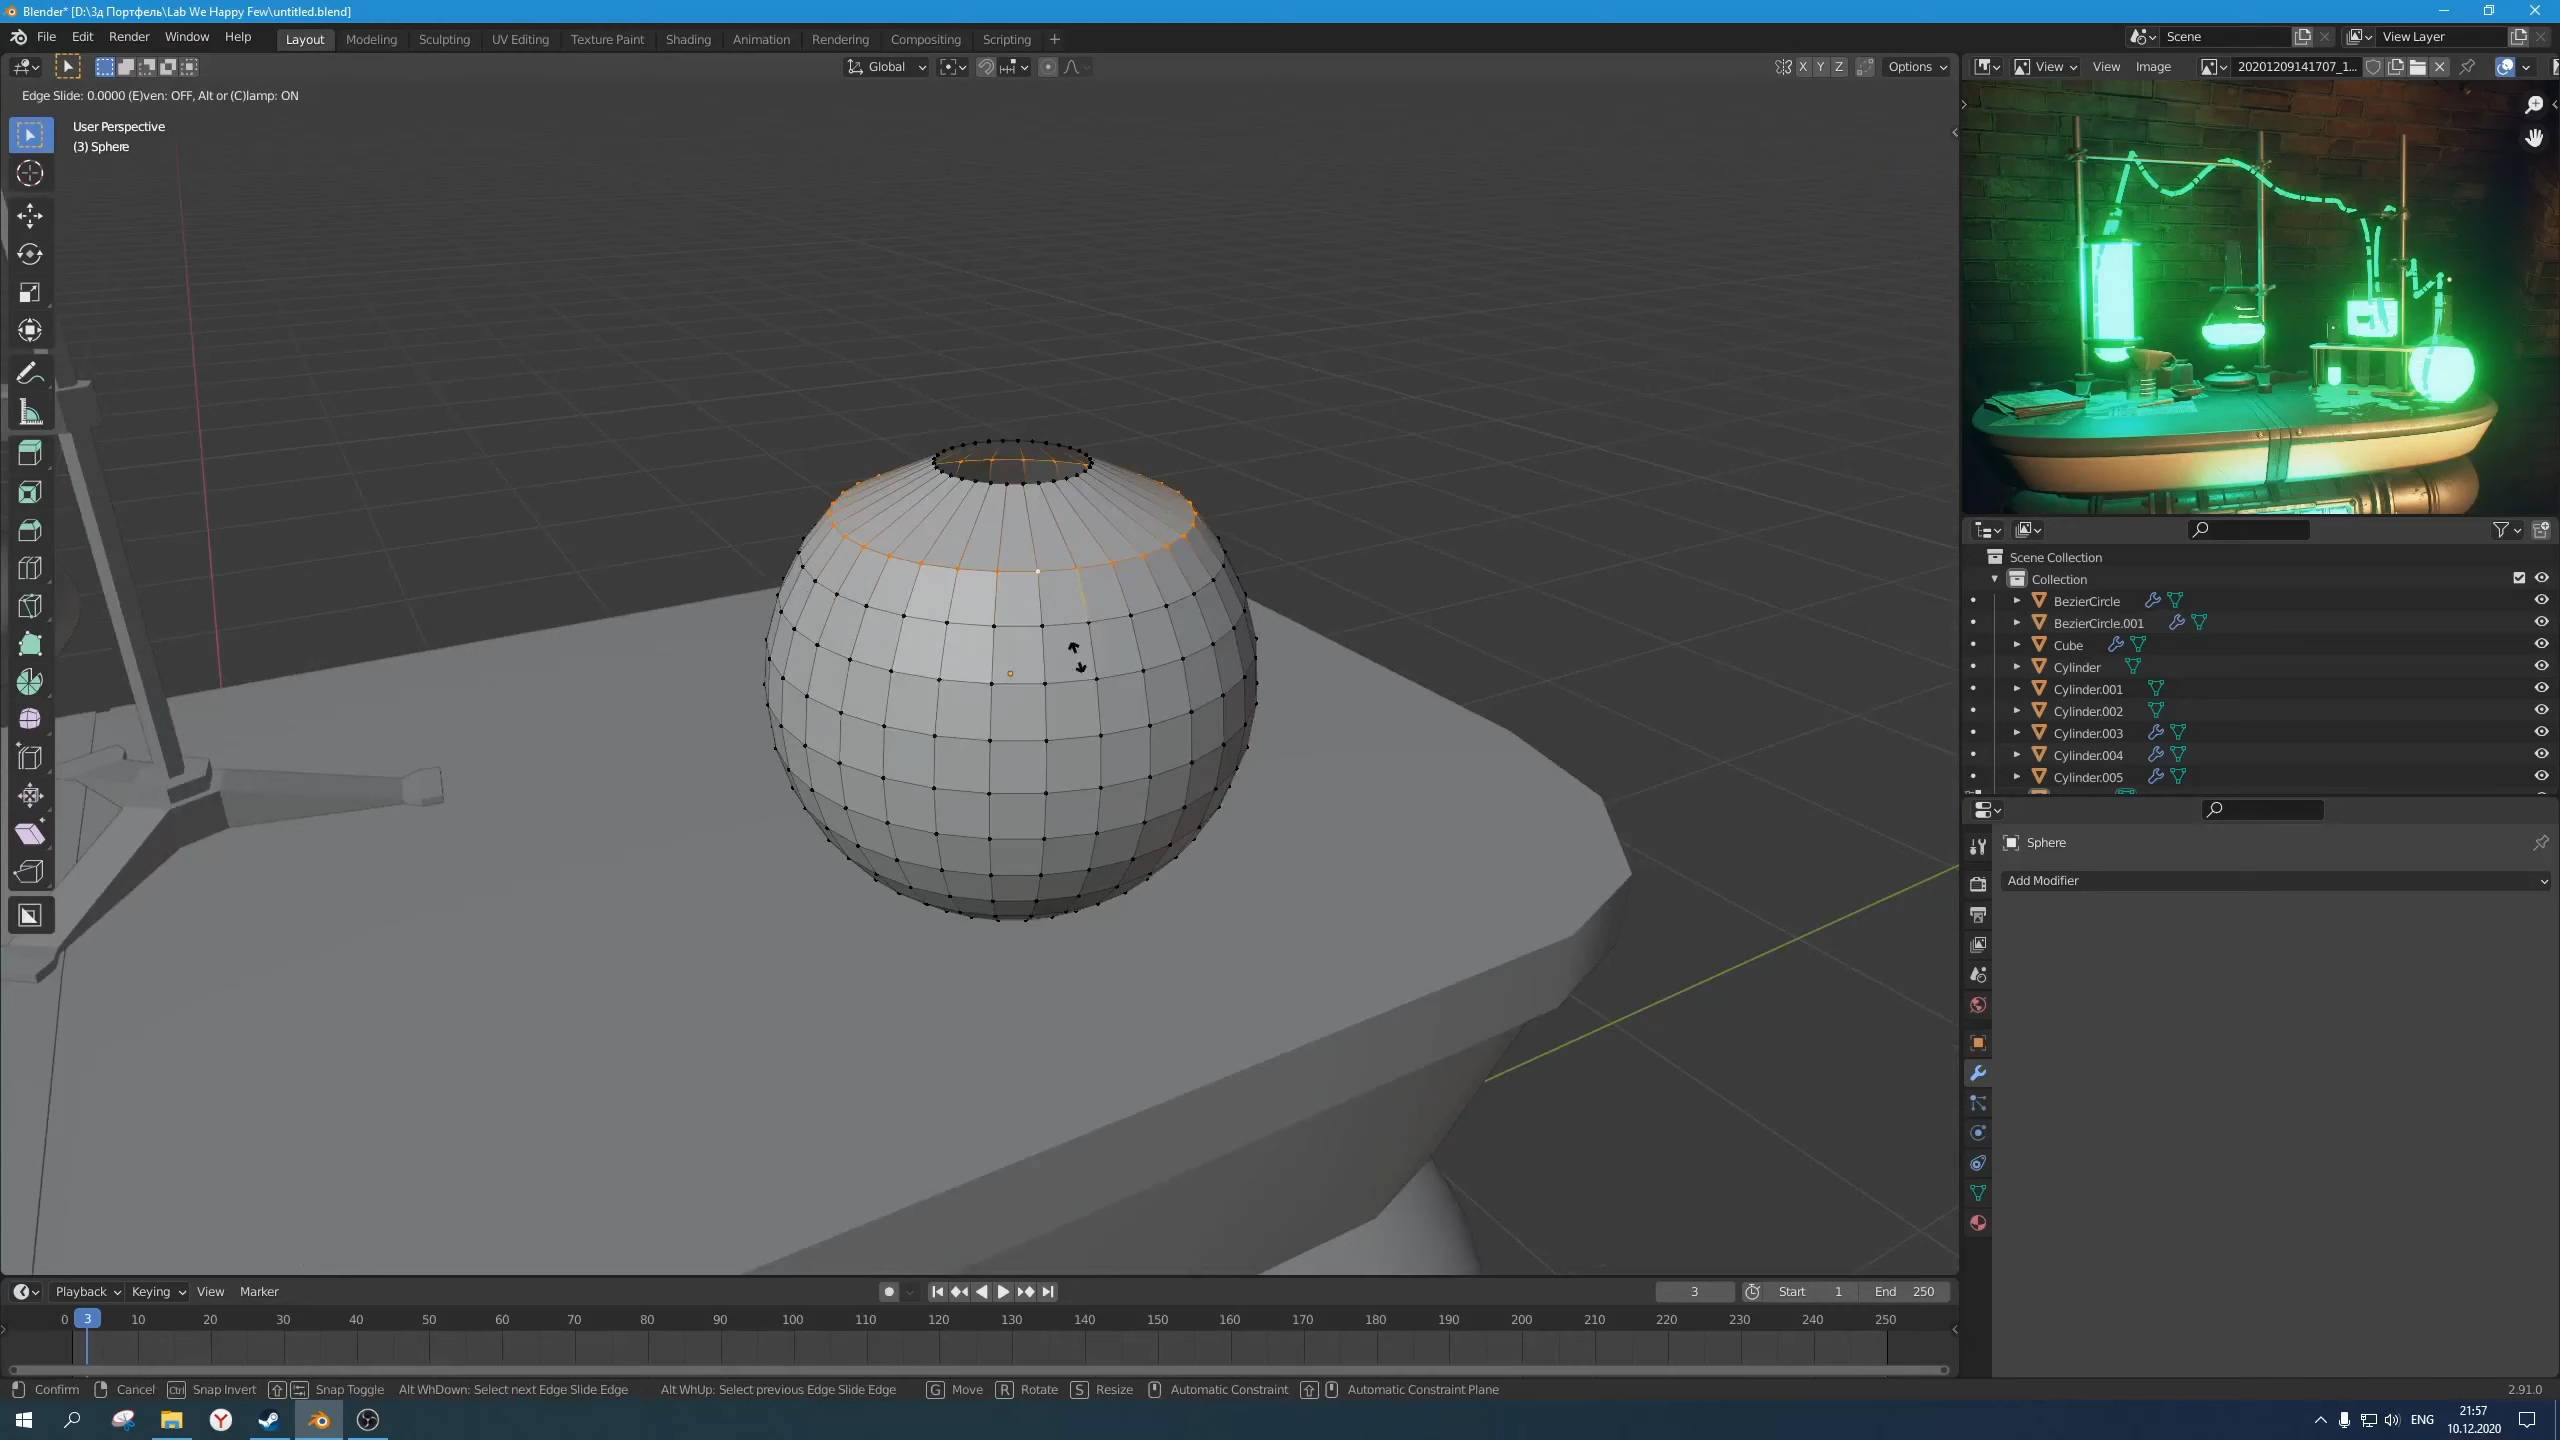 Blender* [D:\3д Портфель\Lab We Happy Few\untitled.blend]
File Edit Render Window Help Layout Modeling Sculpting UV Editing Texture Paint Shading Animation Rendering Compositing Scripting + Scene View Layer
Global X Y Z Options View View Image 20201209141707_1...
Edge Slide: 0.0000 (E)ven: OFF, Alt or (C)lamp: ON
User Perspective
(3) Sphere
Scene Collection
Collection
BezierCircle
BezierCircle.001
Cube
Cylinder
Cylinder.001
Cylinder.002
Cylinder.003
Cylinder.004
Cylinder.005
Sphere
Add Modifier
Playback Keying View Marker 3 Start 1 End 250
0 3 10 20 30 40 50 60 70 80 90 100 110 120 130 140 150 160 170 180 190 200 210 220 230 240 250
Confirm Cancel Ctrl Snap Invert Snap Toggle Alt WhDown: Select next Edge Slide Edge Alt WhUp: Select previous Edge Slide Edge G Move R Rotate S Resize Automatic Constraint Automatic Constraint Plane 2.91.0
ENG
21:57
10.12.2020